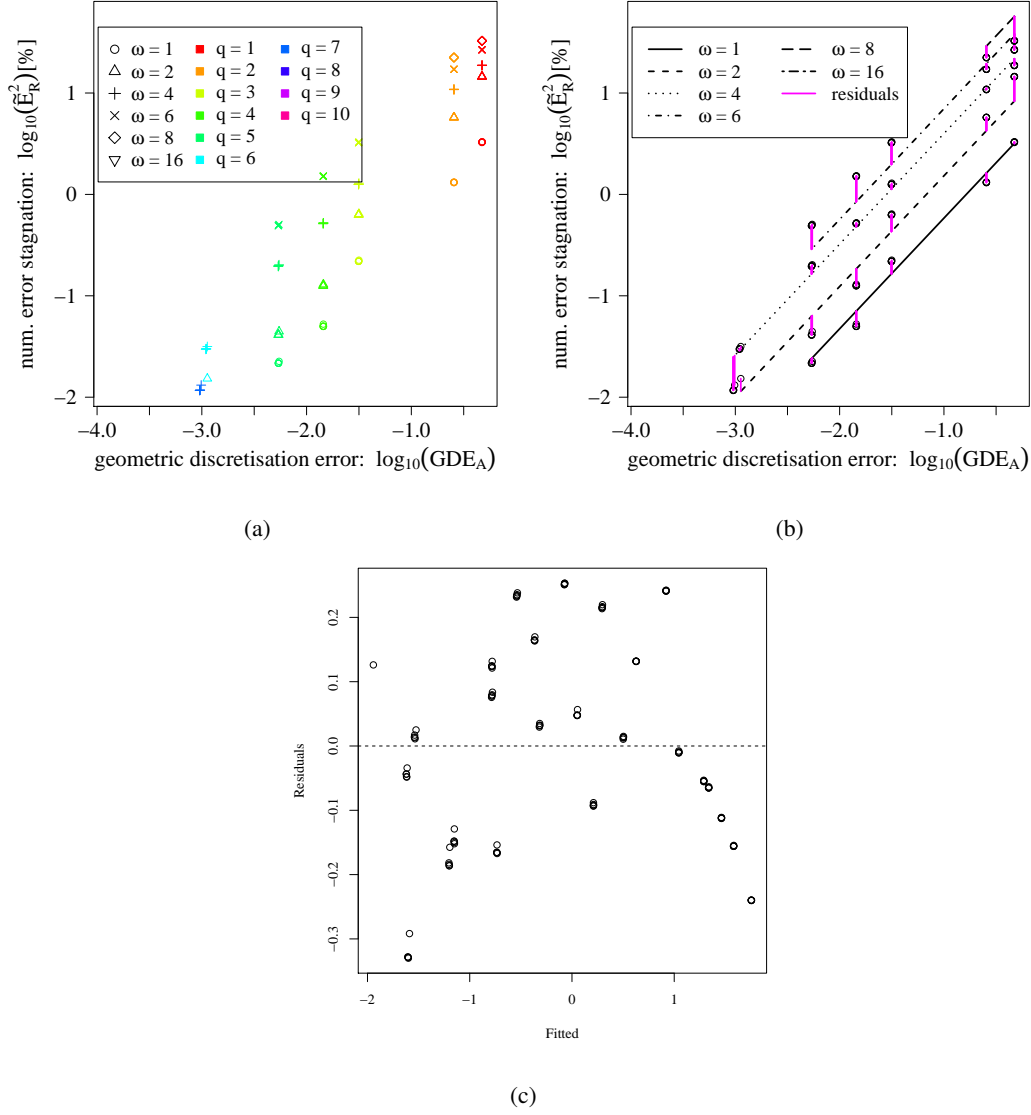 num. error stagnation: log₁₀(Ẽ²_R)[%]
1
0
−1
−2
ω = 1
ω = 2
ω = 4
ω = 6
ω = 8
ω = 16
q = 1
q = 2
q = 3
q = 4
q = 5
q = 6
q = 7
q = 8
q = 9
q = 10
−4.0
−3.0
−2.0
−1.0
geometric discretisation error: log₁₀(GDE_A)
(a)
num. error stagnation: log₁₀(Ẽ²_R)[%]
1
0
−1
−2
ω = 1
ω = 2
ω = 4
ω = 6
ω = 8
ω = 16
residuals
−4.0
−3.0
−2.0
−1.0
geometric discretisation error: log₁₀(GDE_A)
(b)
Residuals
0.2
0.1
0.0
−0.1
−0.2
−0.3
−2
−1
0
1
Fitted
(c)